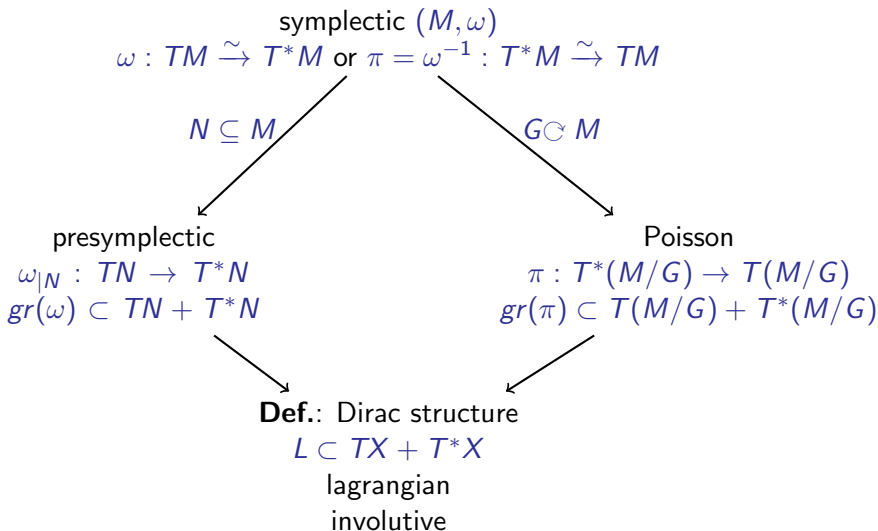 symplectic (M, ω)
ω : TM ⥲ T*M or π = ω⁻¹ : T*M ⥲ TM
N ⊆ M
G⟳ M
presymplectic
ω|N : TN → T*N
gr(ω) ⊂ TN + T*N
Poisson
π : T*(M/G) → T(M/G)
gr(π) ⊂ T(M/G) + T*(M/G)
Def.: Dirac structure
L ⊂ TX + T*X
lagrangian
involutive